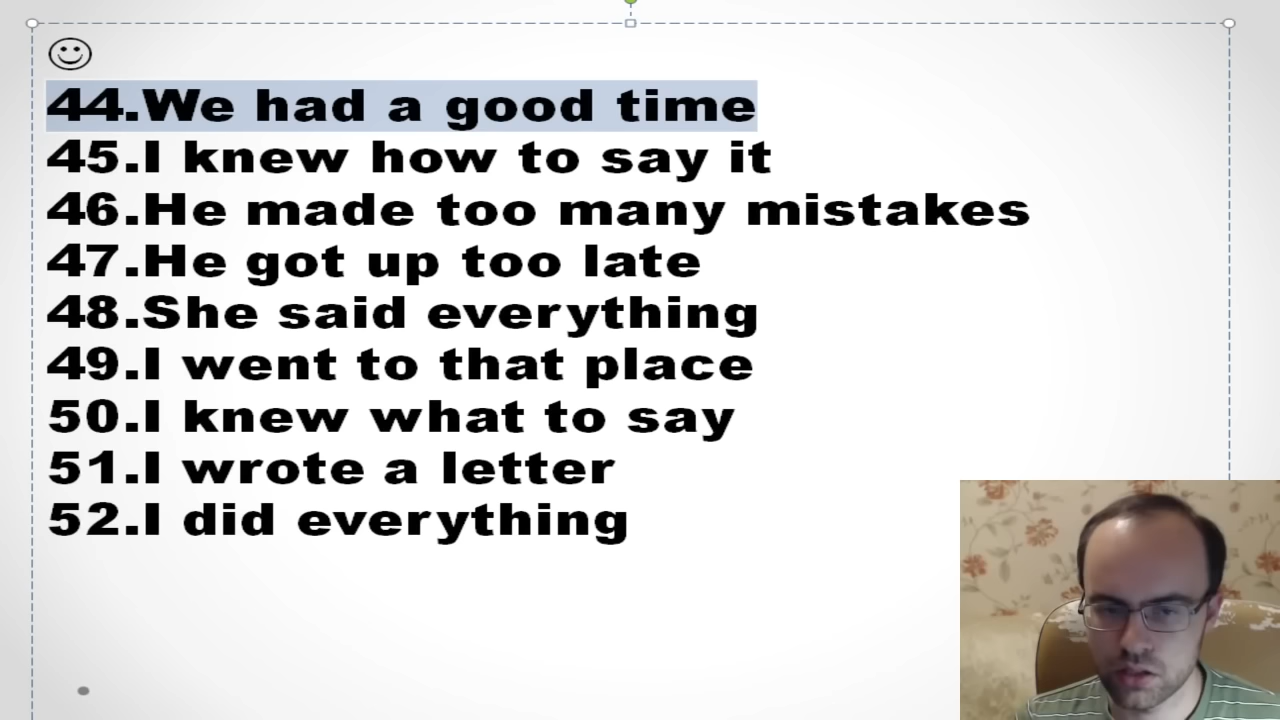 44.We had a good time
45.I knew how to say it
46.He made too many mistakes
47.He got up too late
48.She said everything
49.I went to that place
50.I knew what to say
51.I wrote a letter
52.I did everything